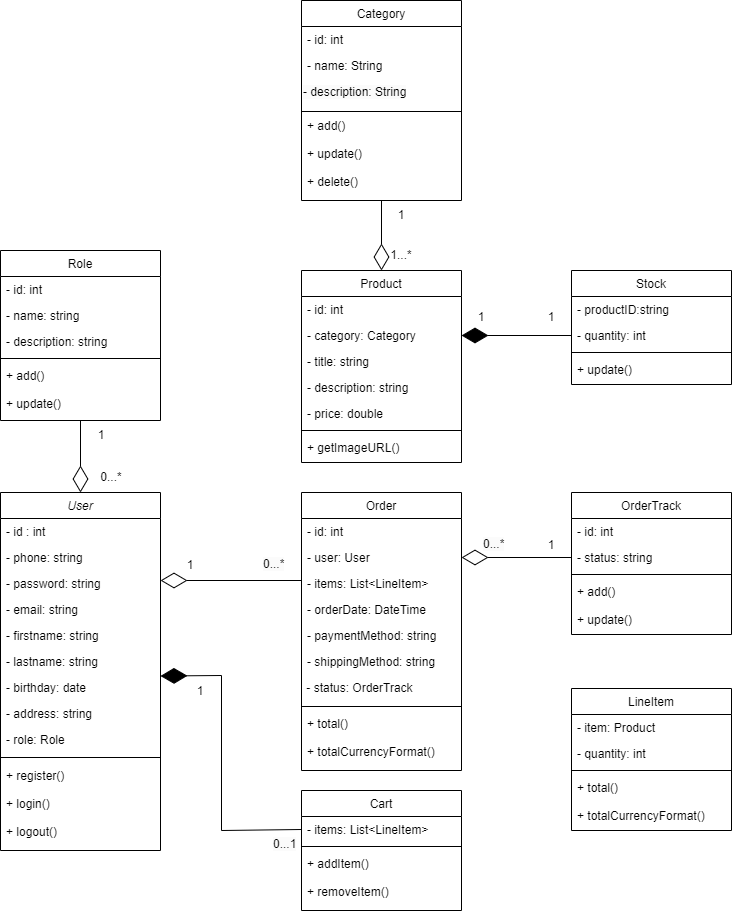 Category
- id: int
- name: String
- description: String
+ add()
+ update()
+ delete()
1
1...*
Role
- id: int
- name: string
- description: string
+ add()
+ update()
1
0...*
Product
- id: int
- category: Category
- title: string
- description: string
- price: double
+ getImageURL()
1
1
Stock
- productID:string
- quantity: int
+ update()
User
- id : int
- phone: string
- password: string
- email: string
- firstname: string
- lastname: string
- birthday: date
- address: string
- role: Role
+ register()
+ login()
+ logout()
1
0...*
1
0...1
Order
- id: int
- user: User
- items: List<LineItem>
- orderDate: DateTime
- paymentMethod: string
- shippingMethod: string
- status: OrderTrack
+ total()
+ totalCurrencyFormat()
0...*
1
OrderTrack
- id: int
- status: string
+ add()
+ update()
LineItem
- item: Product
- quantity: int
+ total()
+ totalCurrencyFormat()
Cart
- items: List<LineItem>
+ addItem()
+ removeItem()